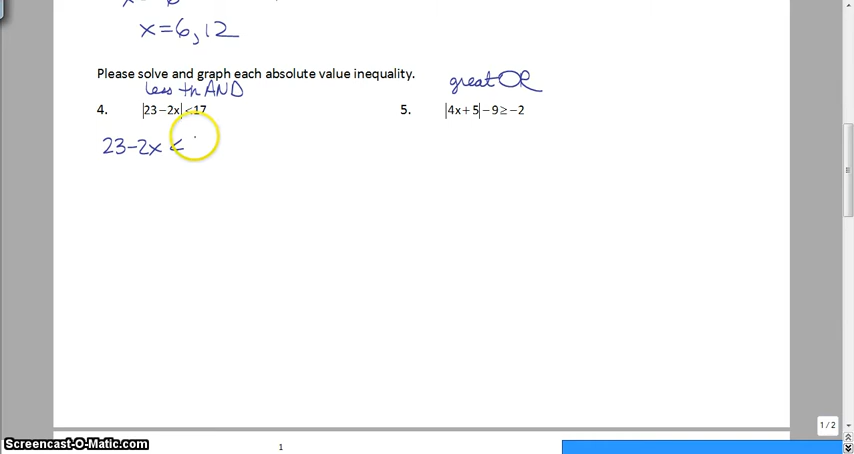 x=6,12
Please solve and graph each absolute value inequality.
less th AND
great OR
4. |23−2x|<17
5. |4x+5|−9≥−2
23-2x <
1/2
Screencast-O-Matic.com
1